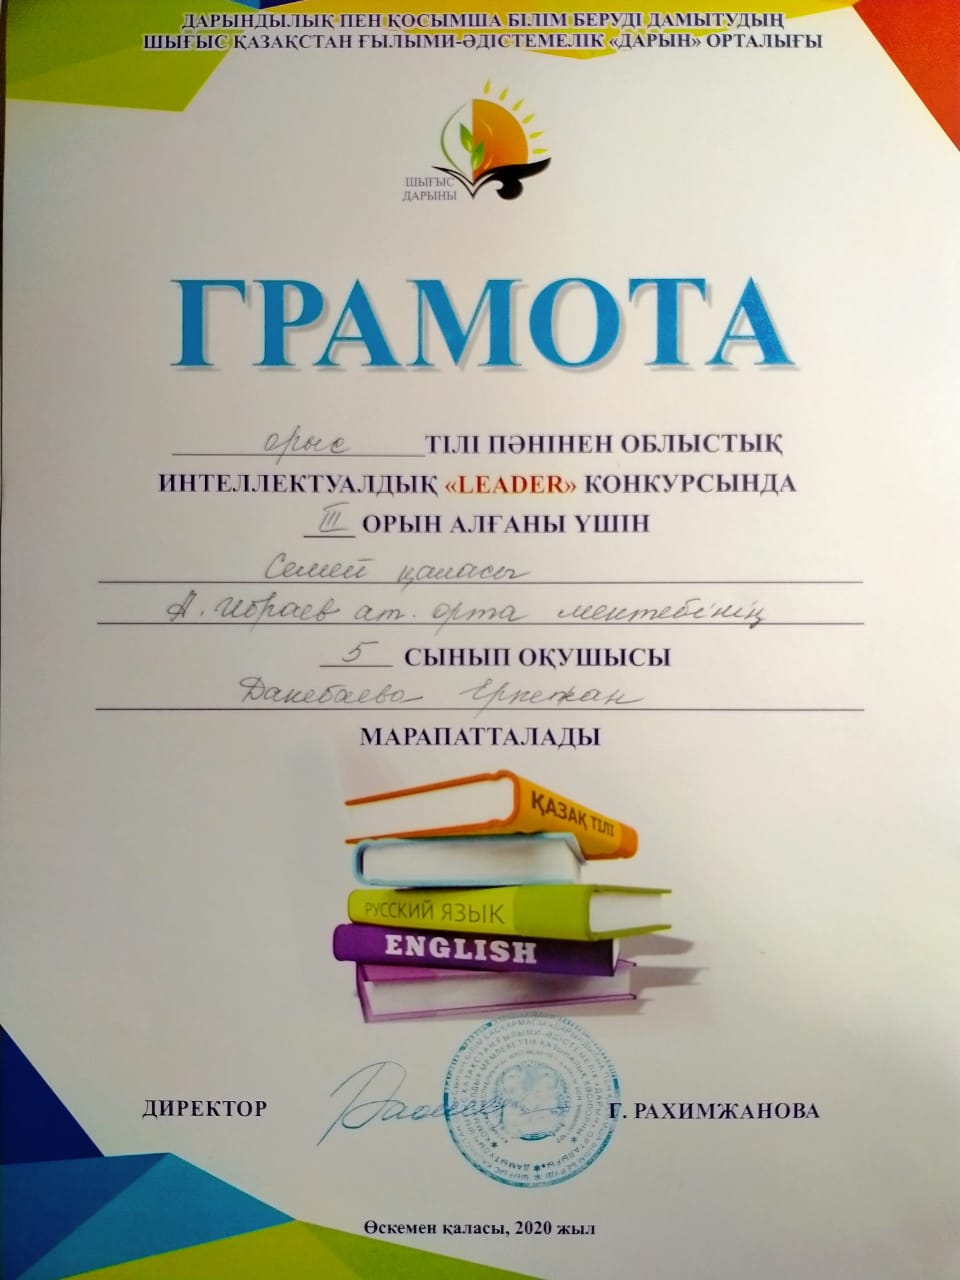 ДАРЫНДЫЛЫҚ ПЕН ҚОСЫМША БІЛІМ БЕРУДІ ДАМЫТУДЫҢ
ШЫҒЫС ҚАЗАҚСТАН ҒЫЛЫМИ-ӘДІСТЕМЕЛІК «ДАРЫН» ОРТАЛЫҒЫ
ШЫҒЫС
ДАРЫНЫ
ГРАМОТА
орыс ТІЛІ ПӘНІНЕН ОБЛЫСТЫҚ
ИНТЕЛЛЕКТУАЛДЫҚ «LEADER» КОНКУРСЫНДА
III ОРЫН АЛҒАНЫ ҮШІН
Семей қаласы
А. Ибраев ат. орта мектебінің
5 СЫНЫП ОҚУШЫСЫ
Данебаева Еркежан
МАРАПАТТАЛАДЫ
ҚАЗАҚ ТІЛІ
РУССКИЙ ЯЗЫК
ENGLISH
ДИРЕКТОР Г. РАХИМЖАНОВА
Өскемен қаласы, 2020 жыл